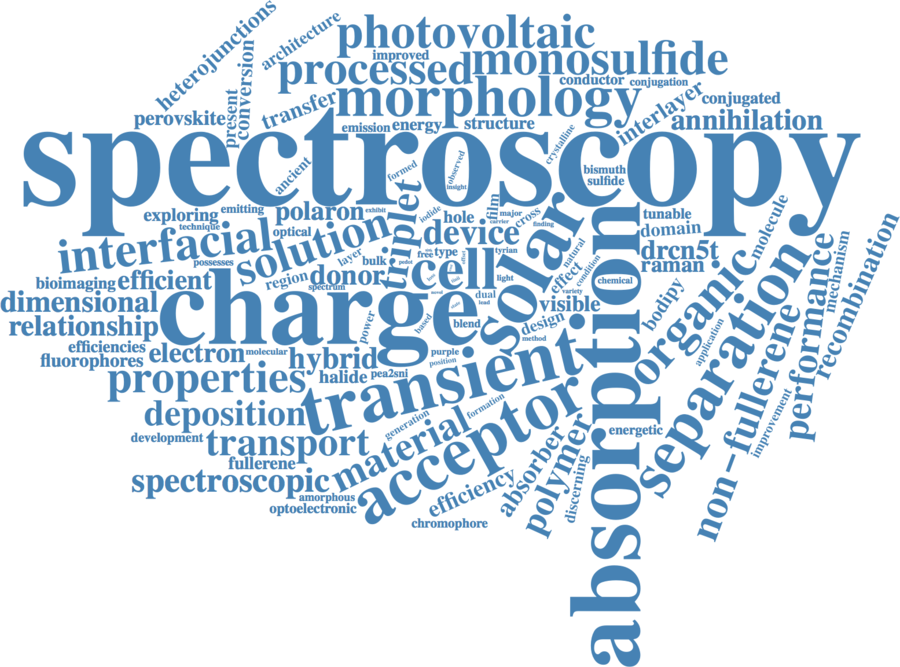 heterojunctions
architecture
photovoltaic
improved
monosulfide
processed
conductor
conjugation
conversion
present
perovskite
transfer
morphology
interlayer
conjugated
annihilation
emission
energy
structure
spectroscopy
crystalline
ancient
formed
observed
insight
bismuth
sulfide
exploring
emitting
technique
polaron
exhibit
optical
triplet
iodide
hole
film
major
carrier
cross
finding
tunable
domain
molecule
interfacial
solution
device
solar
natural
drcn5t
raman
possesses
layer
bulk
free
type
tyrian
effect
condition
bioimaging
efficient
region
spectrum
donor
cell
light
variety
chemical
dimensional
charge
dual
lead
visible
bodipy
organic
mechanism
recombination
relationship
power
based
blend
design
method
absorption
separation
performance
efficiencies
fluorophores
electron
molecular
hybrid
purple
position
application
non-fullerene
properties
halide
pea2sni
transient
improvement
deposition
generation
formation
acceptor
development
transport
material
energetic
fullerene
spectroscopic
absorber
polymer
discerning
amorphous
optoelectronic
efficiency
chromophore